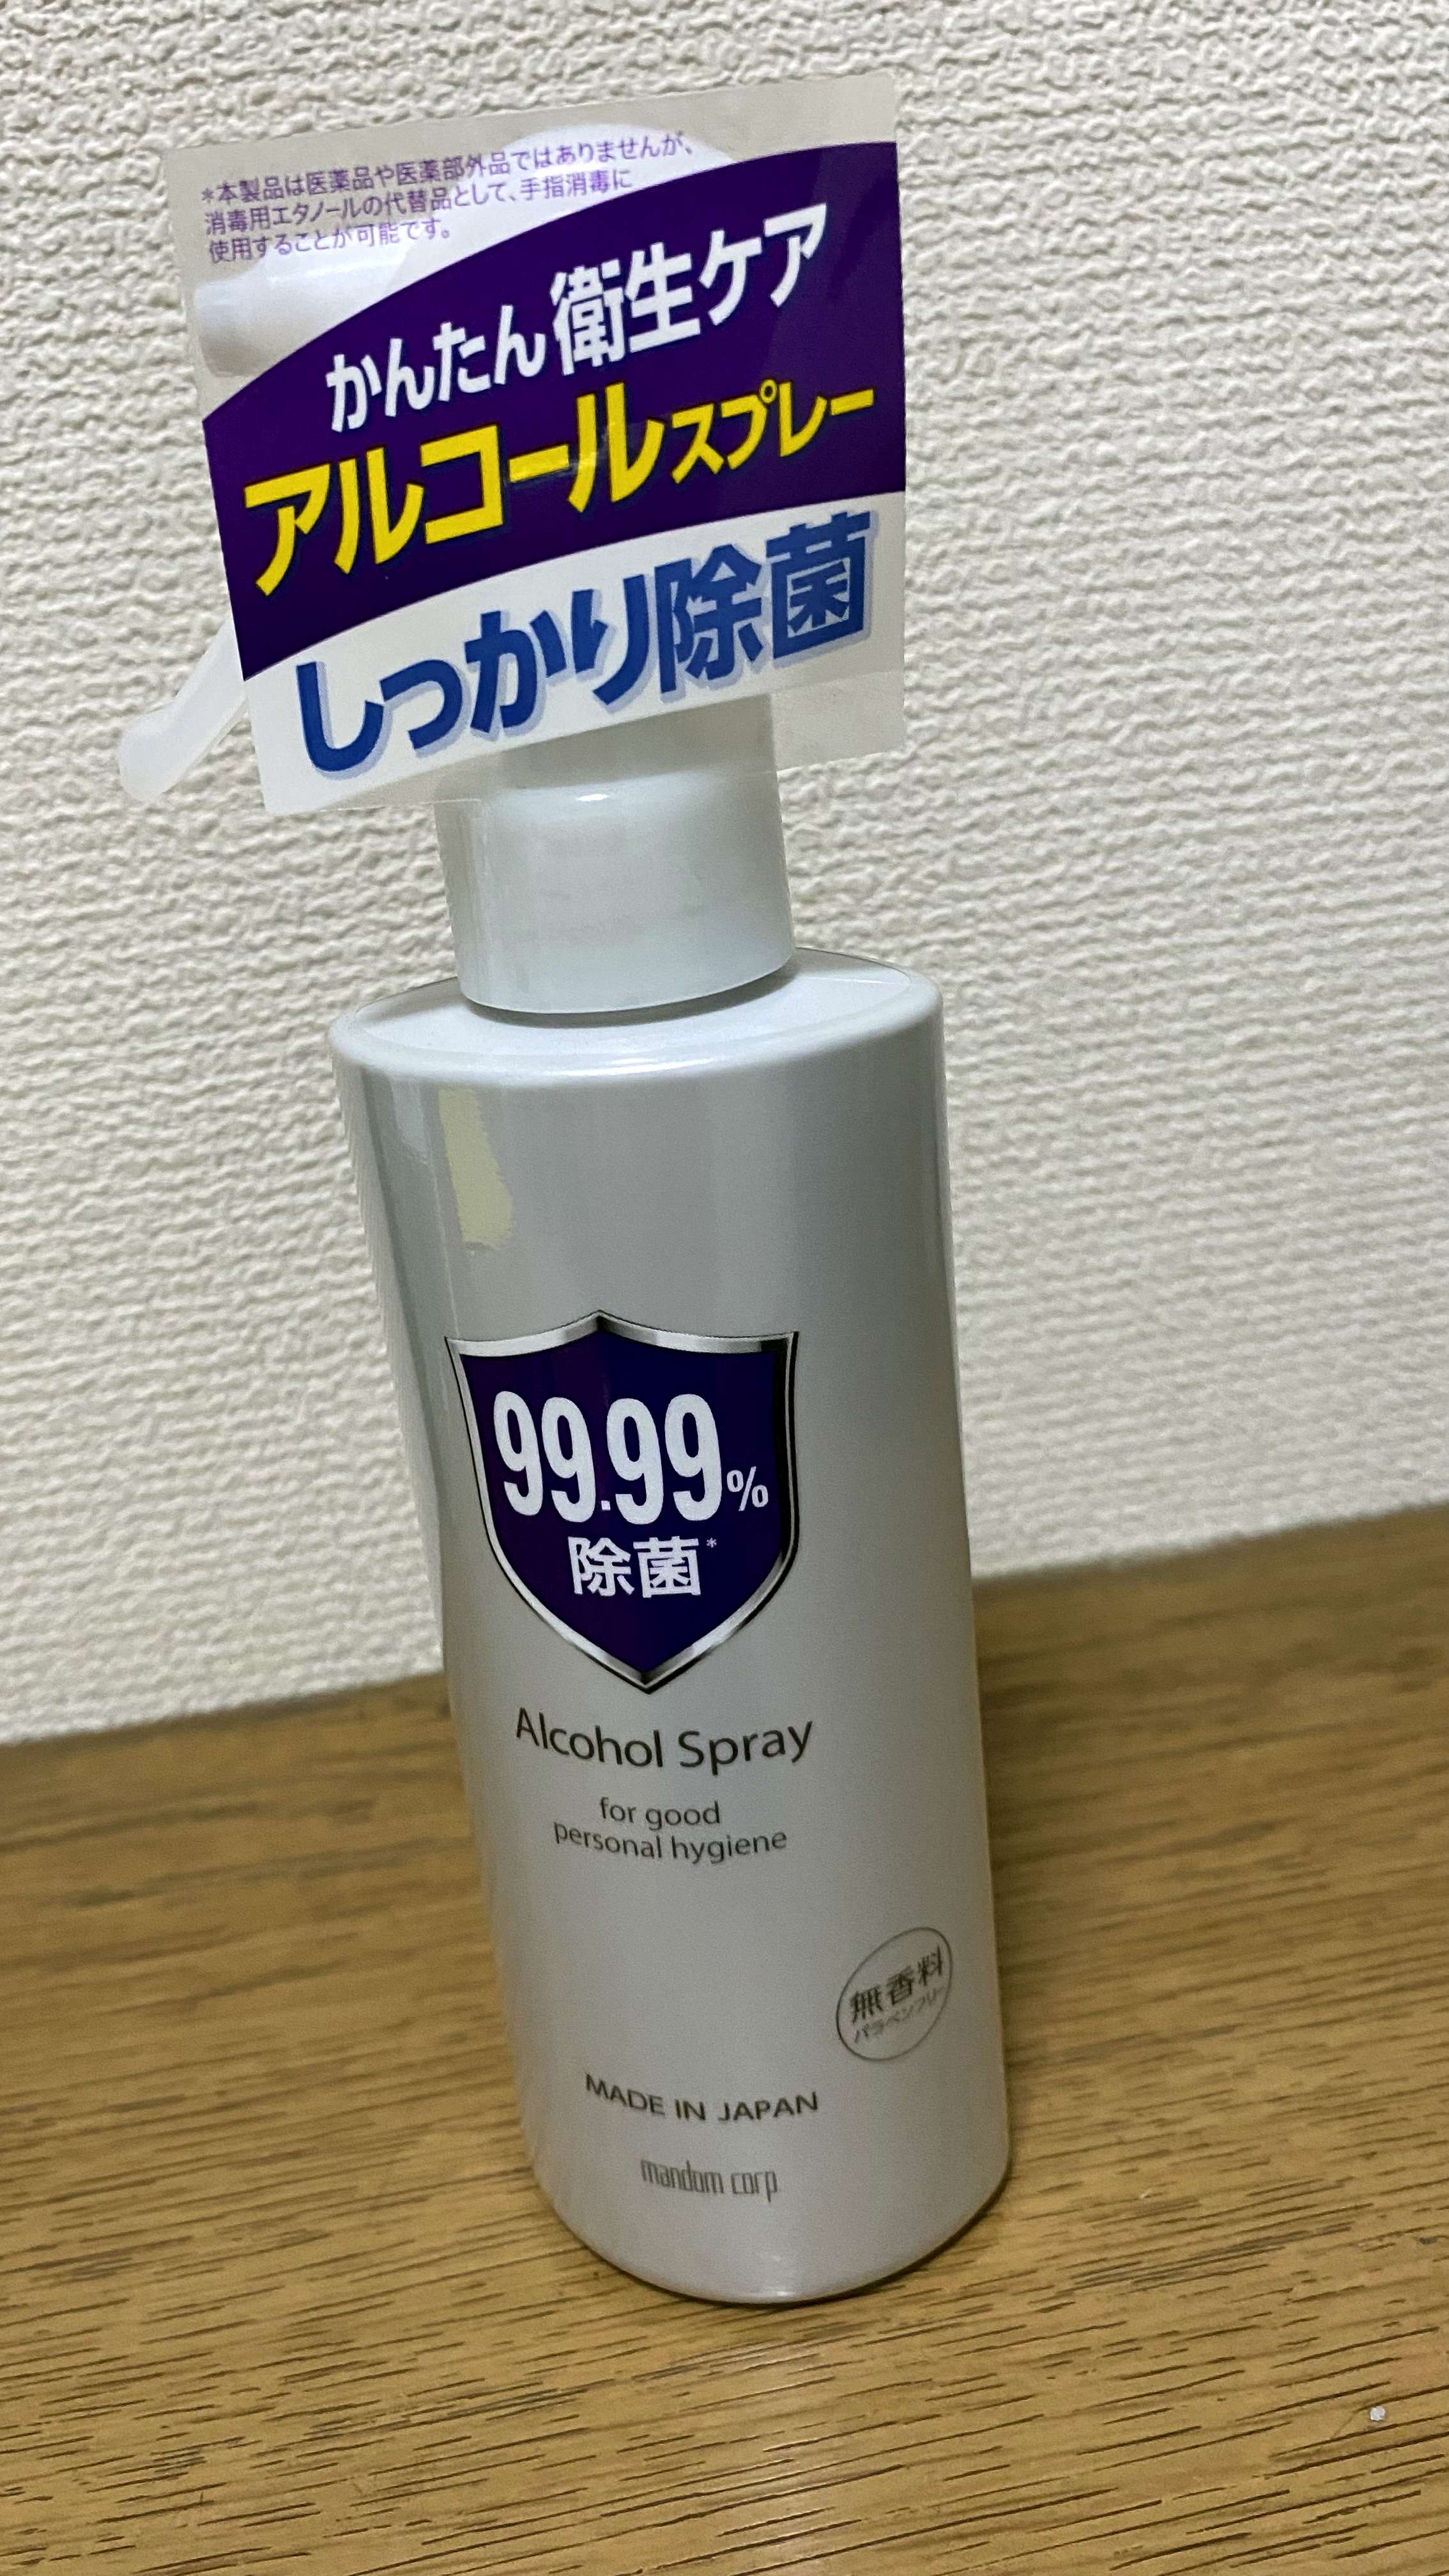 *本製品は医薬品や医薬部外品ではありませんが、
消毒用エタノールの代替品として、手指消毒に
使用することが可能です。
かんたん衛生ケア
アルコールスプレー
しっかり除菌
99.99%
除菌*
Alcohol Spray
for good
personal hygiene
無香料
パラベンフリー
MADE IN JAPAN
mandom corp.